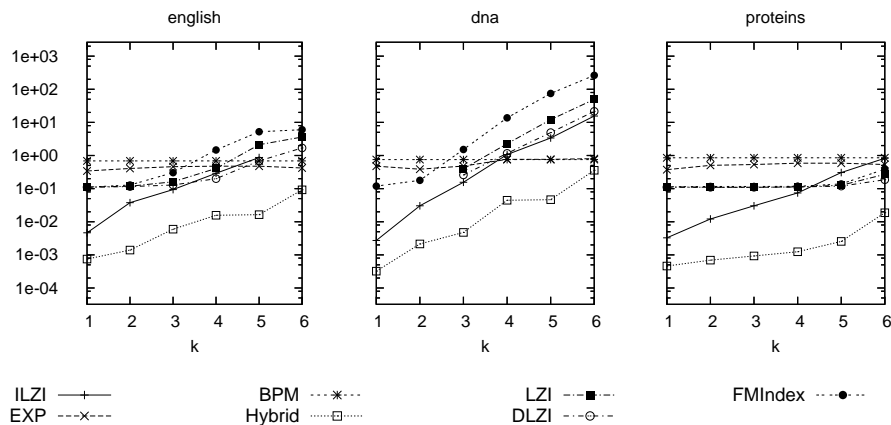 english dna proteins
1e+03
1e+02
1e+01
1e+00
1e-01
1e-02
1e-03
1e-04
1 2 3 4 5 6 1 2 3 4 5 6 1 2 3 4 5 6
k k k
ILZI BPM LZI FMIndex
EXP Hybrid DLZI